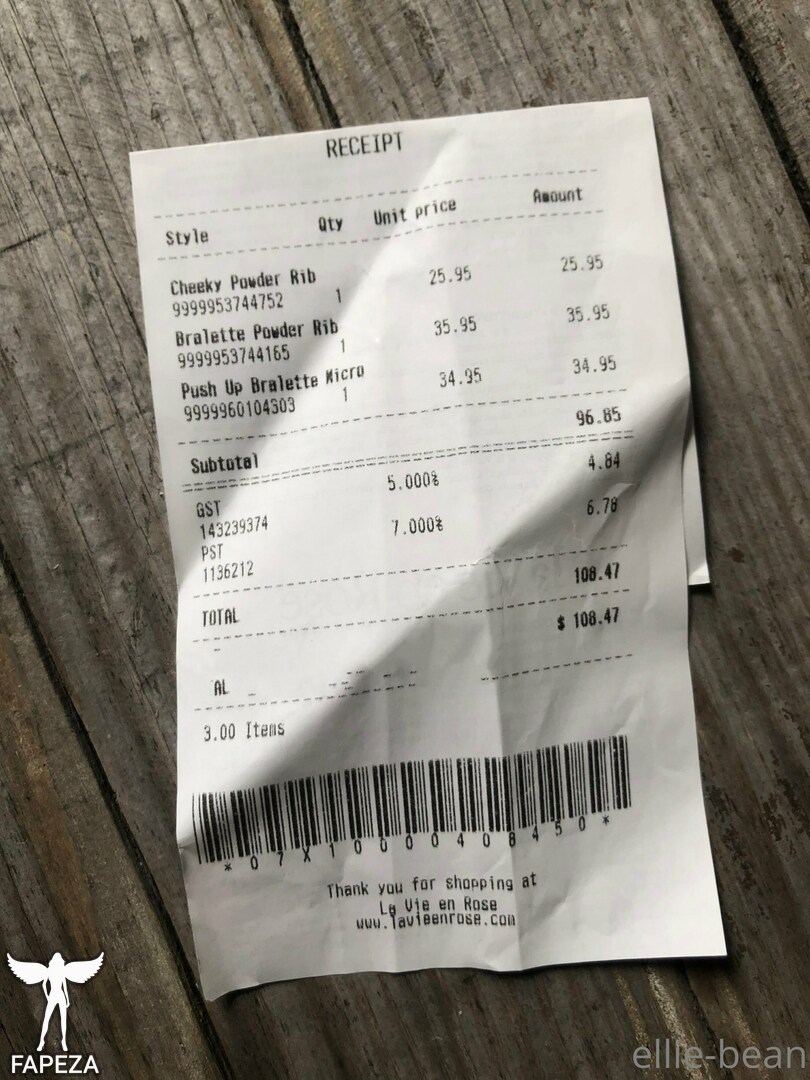 RECEIPT
Style Qty Unit price Amount
Cheeky Powder Rib 25.95 25.95
9999953744752 1
Bralette Powder Rib 35.95 35.95
9999953744165 1
Push Up Bralette Micro 34.95 34.95
9999960104303 1
Subtotal 96.85
GST 5.000% 4.84
143239374
PST 7.000% 6.78
1136212
TOTAL 108.47
$ 108.47
AL
3.00 Items
*07X10000408450*
Thank you for shopping at
La Vie en Rose
www.lavieenrose.com
FAPEZA
ellie-bean